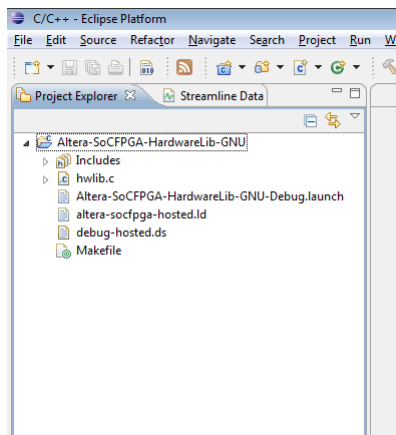 C/C++ - Eclipse Platform
File Edit Source Refactor Navigate Search Project Run W
010
Project Explorer Streamline Data
Altera-SoCFPGA-HardwareLib-GNU
Includes
hwlib.c
Altera-SoCFPGA-HardwareLib-GNU-Debug.launch
altera-socfpga-hosted.ld
debug-hosted.ds
Makefile